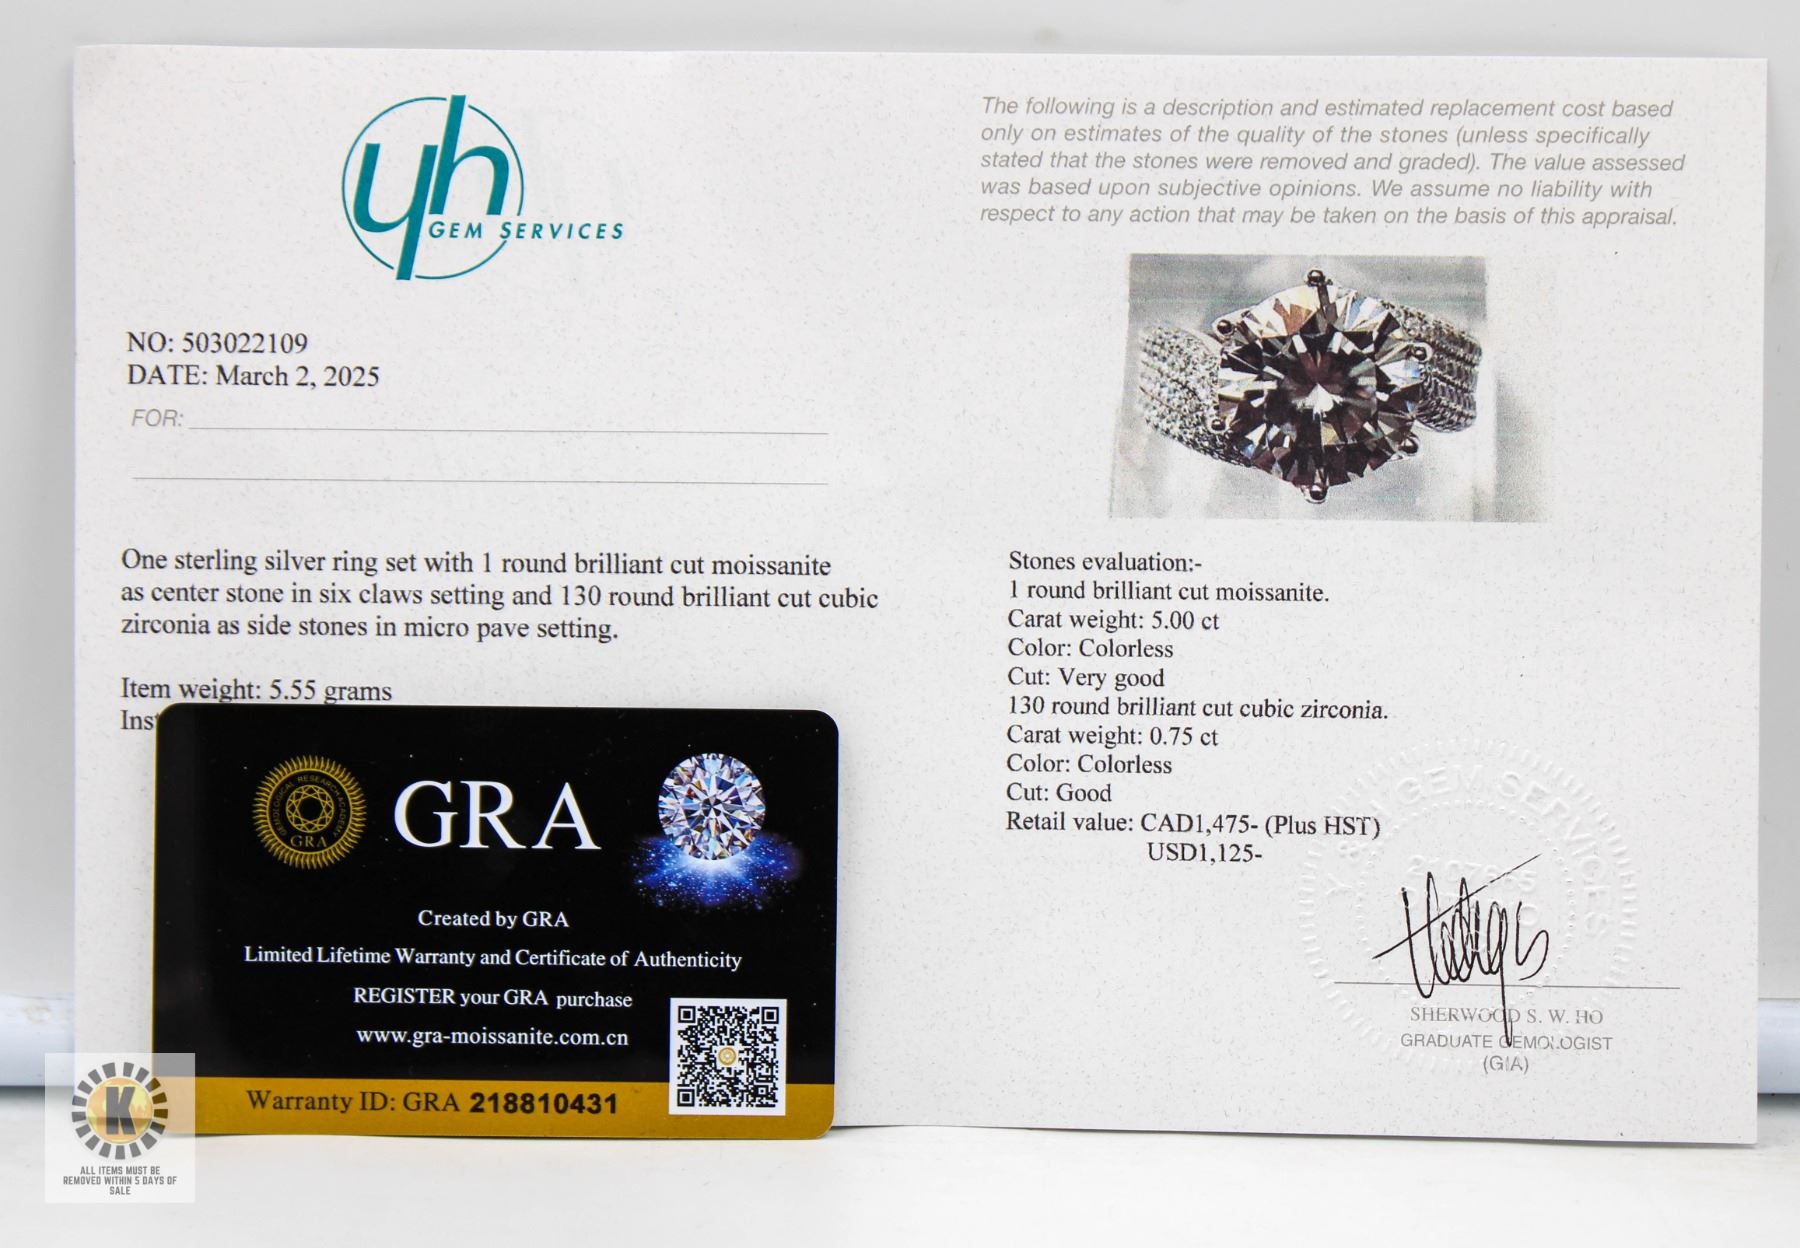 yh
GEM SERVICES
NO: 503022109
DATE: March 2, 2025
FOR:
One sterling silver ring set with 1 round brilliant cut moissanite
as center stone in six claws setting and 130 round brilliant cut cubic
zirconia as side stones in micro pave setting.
Item weight: 5.55 grams
The following is a description and estimated replacement cost based
only on estimates of the quality of the stones (unless specifically
stated that the stones were removed and graded). The value assessed
was based upon subjective opinions. We assume no liability with
respect to any action that may be taken on the basis of this appraisal.
Stones evaluation:-
1 round brilliant cut moissanite.
Carat weight: 5.00 ct
Color: Colorless
Cut: Very good
130 round brilliant cut cubic zirconia.
Carat weight: 0.75 ct
Color: Colorless
Cut: Good
Retail value: CAD1,475- (Plus HST)
USD1,125-
GEM SERVICES
SHERWOOD S. W. HO
GRADUATE GEMOLOGIST
(GIA)
GEMOLOGICAL RESEARCH ACADEMY
GRA
GRA
Created by GRA
Limited Lifetime Warranty and Certificate of Authenticity
REGISTER your GRA purchase
www.gra-moissanite.com.cn
Warranty ID: GRA 218810431
K
ALL ITEMS MUST BE
REMOVED WITHIN 5 DAYS OF
SALE